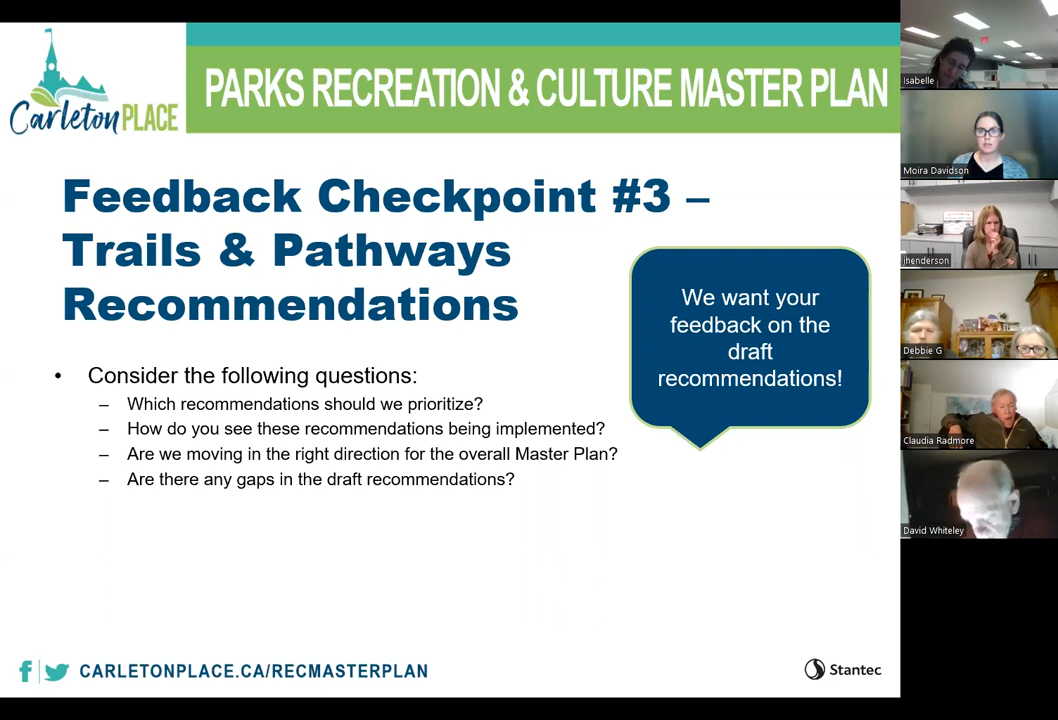 Carleton PLACE
PARKS RECREATION & CULTURE MASTER PLAN
Feedback Checkpoint #3 –
Trails & Pathways
Recommendations
We want your
feedback on the
draft
recommendations!
• Consider the following questions:
– Which recommendations should we prioritize?
– How do you see these recommendations being implemented?
– Are we moving in the right direction for the overall Master Plan?
– Are there any gaps in the draft recommendations?
CARLETONPLACE.CA/RECMASTERPLAN
Stantec
Isabelle
Moira Davidson
jhenderson
Debbie G
Claudia Radmore
David Whiteley